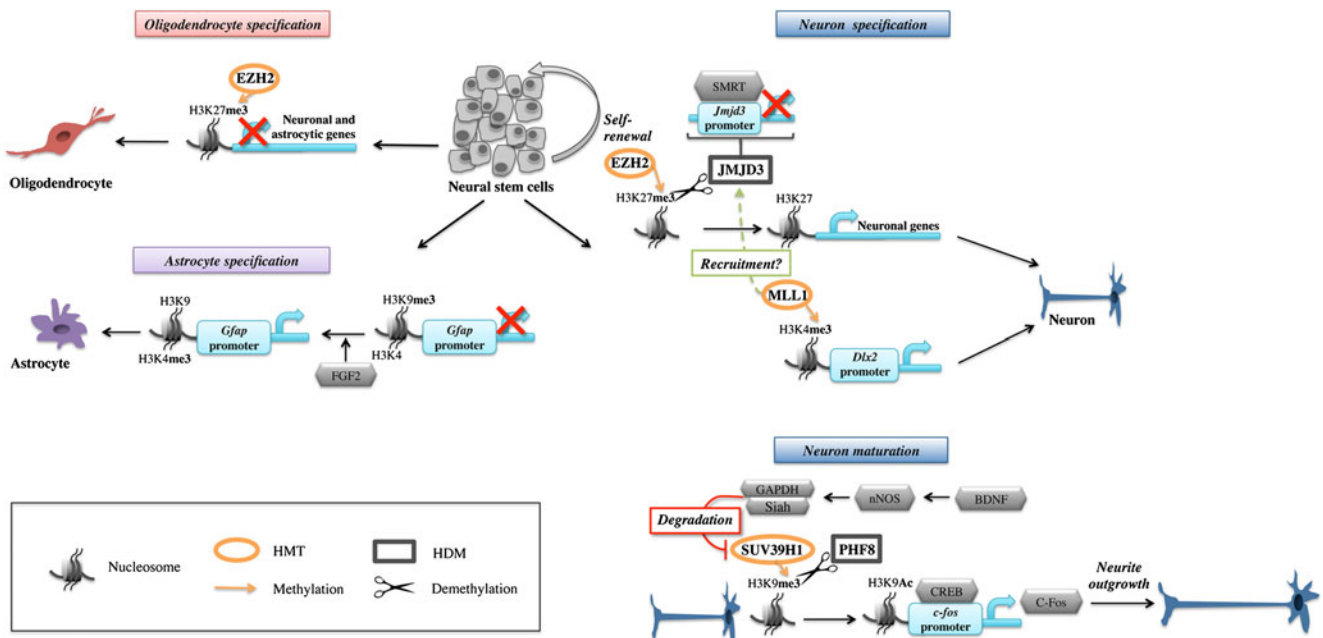 Oligodendrocyte specification
EZH2
H3K27me3
Neuronal and
astrocytic genes
Oligodendrocyte
Neural stem cells
Self-
renewal
Neuron specification
SMRT
Jmjd3
promoter
EZH2
JMJD3
H3K27me3
H3K27
Neuronal genes
Recruitment?
MLL1
H3K4me3
Dlx2
promoter
Neuron
Astrocyte specification
H3K9
Gfap
promoter
H3K4me3
Astrocyte
H3K9me3
Gfap
promoter
H3K4
FGF2
Neuron maturation
GAPDH
Siah
nNOS
BDNF
Degradation
SUV39H1
PHF8
H3K9me3
H3K9Ac
CREB
c-fos
promoter
C-Fos
Neurite
outgrowth
Nucleosome
HMT
Methylation
HDM
Demethylation